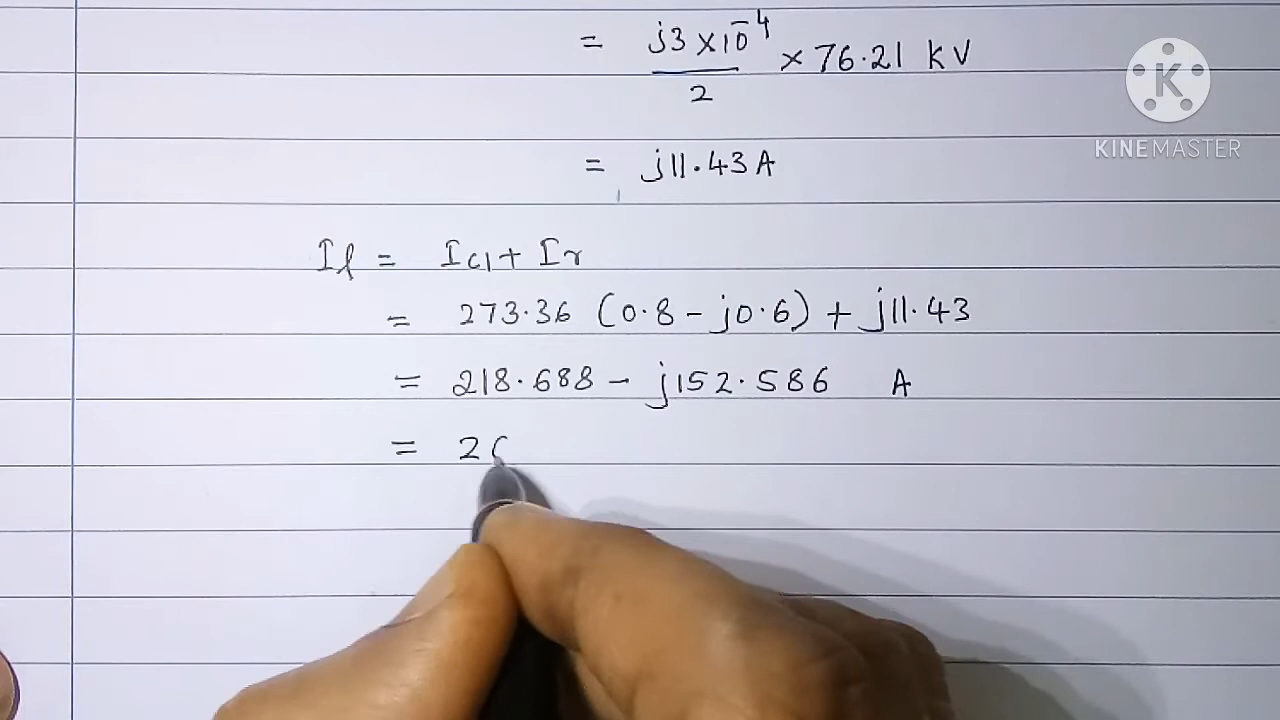 = j3 × 10⁻⁴ / 2 × 76.21 kV
K
KINEMASTER
= j11.43 A
Il = Ic1 + Ir
= 273.36 (0.8 - j0.6) + j11.43
= 218.688 - j152.586 A
= 2